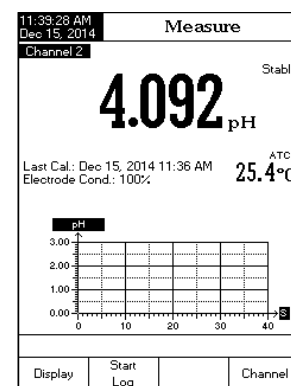 11:39:28 AM
Dec 15, 2014
Measure
Channel 2
Stabl
4.092 pH
Last Cal.: Dec 15, 2014 11:36 AM
Electrode Cond.: 100%
ATC
25.4°C
pH
3.00
2.00
1.00
0.00
0 10 20 30 40 S
Display
Start
Log
Channel